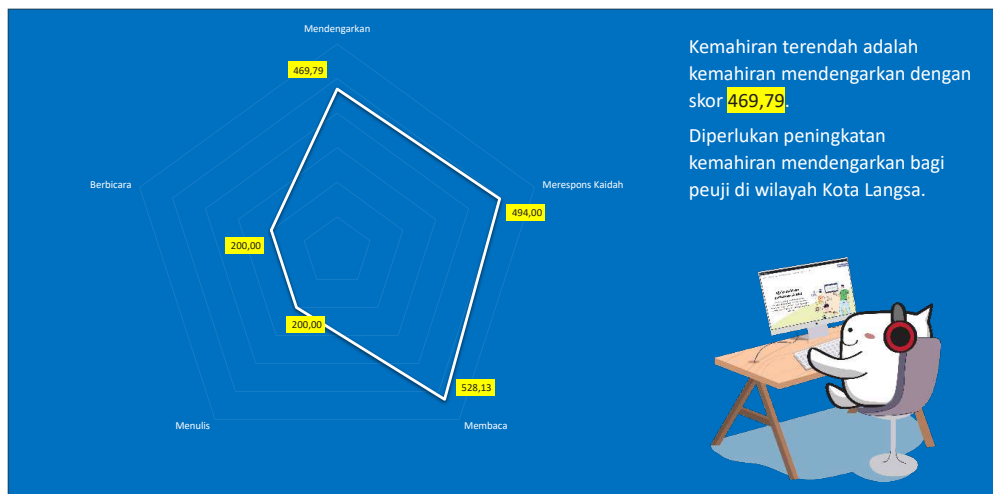 Mendengarkan
469,79
Berbicara
Merespons Kaidah
494,00
200,00
200,00
528,13
Menulis
Membaca
Kemahiran terendah adalah
kemahiran mendengarkan dengan
skor 469,79.
Diperlukan peningkatan
kemahiran mendengarkan bagi
peuji di wilayah Kota Langsa.